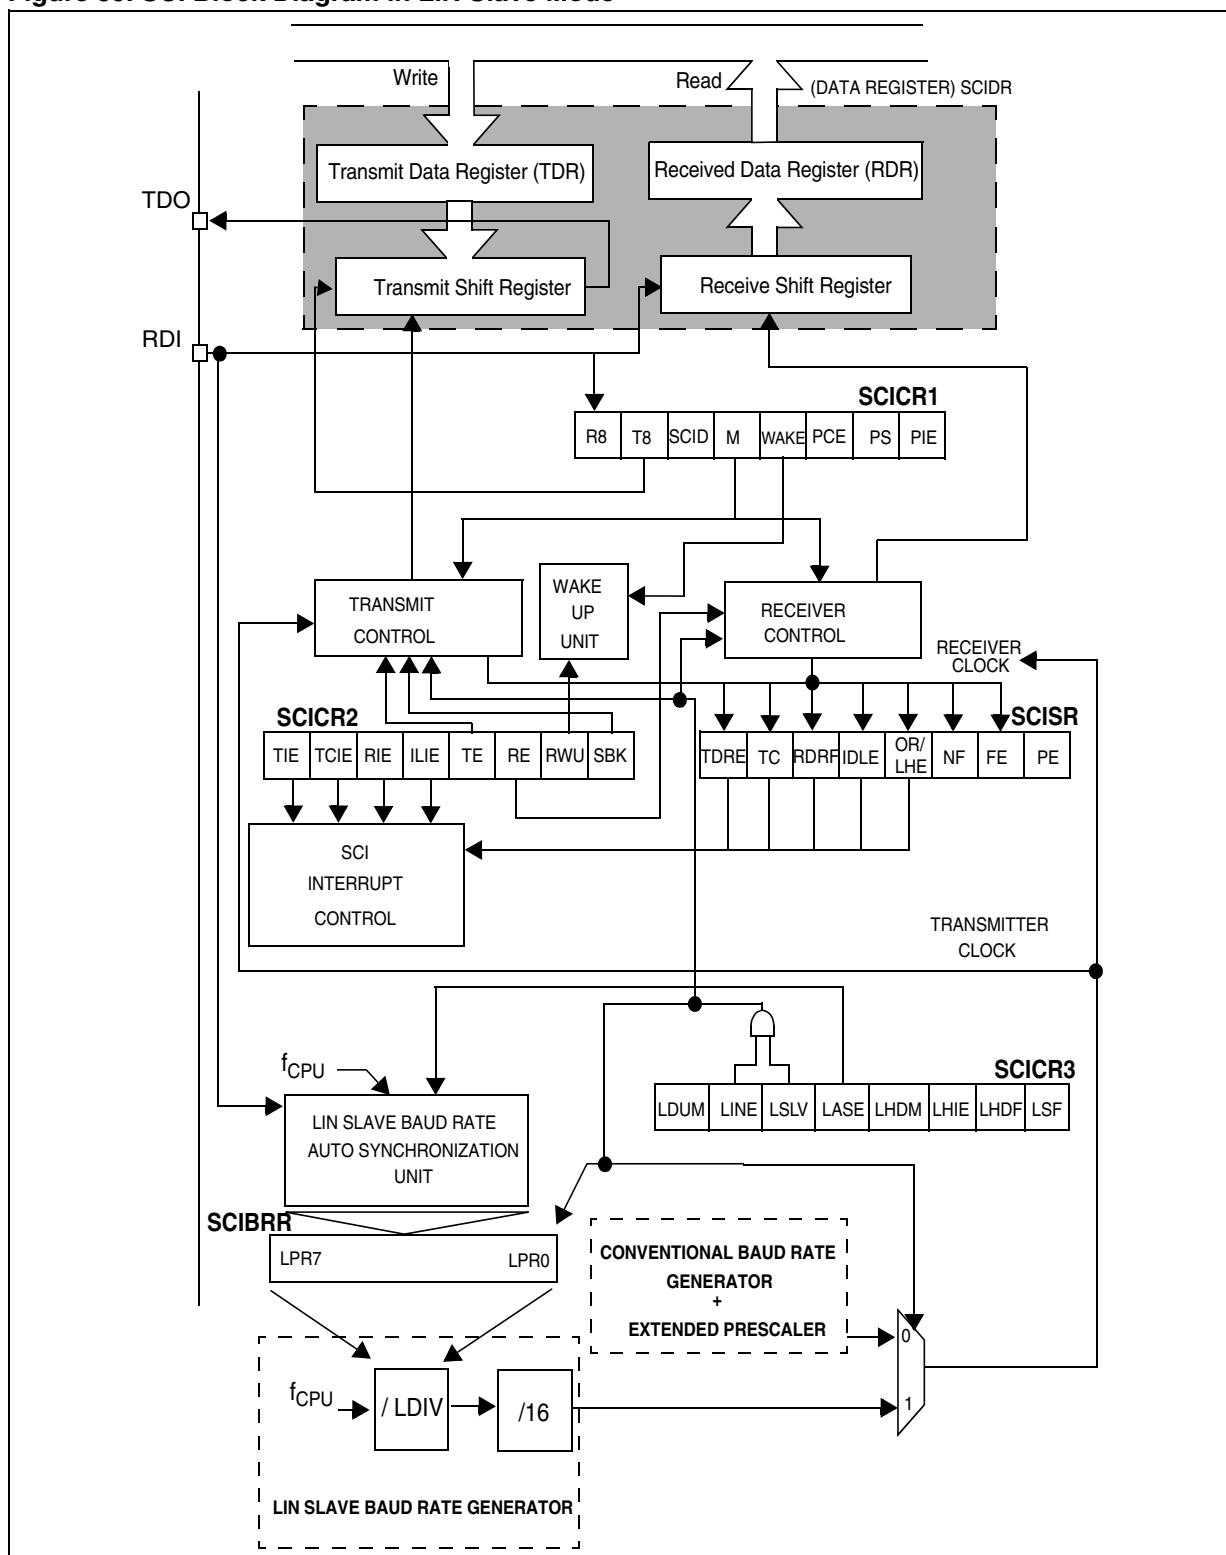 Write
Read
(DATA REGISTER) SCIDR
Transmit Data Register (TDR)
Received Data Register (RDR)
TDO
Transmit Shift Register
Receive Shift Register
RDI
SCICR1
R8 T8 SCID M WAKE PCE PS PIE
TRANSMIT
CONTROL
WAKE
UP
UNIT
RECEIVER
CONTROL
RECEIVER
CLOCK
SCICR2
SCISR
TIE TCIE RIE ILIE TE RE RWU SBK
TDRE TC RDRF IDLE OR/
LHE NF FE PE
SCI
INTERRUPT
CONTROL
TRANSMITTER
CLOCK
fCPU
SCICR3
LDUM LINE LSLV LASE LHDM LHIE LHDF LSF
LIN SLAVE BAUD RATE
AUTO SYNCHRONIZATION
UNIT
SCIBRR
LPR7 LPR0
CONVENTIONAL BAUD RATE
GENERATOR
+
EXTENDED PRESCALER
0
fCPU
/ LDIV
/16
1
LIN SLAVE BAUD RATE GENERATOR